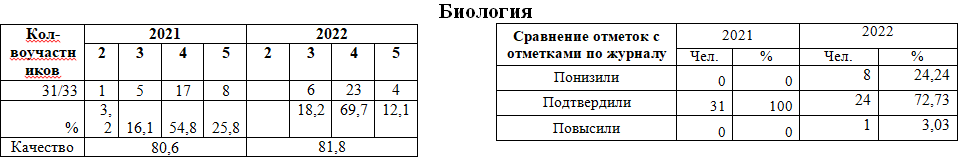 Биология
Кол-воучастников 2021 2022
2 3 4 5 2 3 4 5
31/33 1 5 17 8 6 23 4
% 3,2 16,1 54,8 25,8 18,2 69,7 12,1
Качество 80,6 81,8
Сравнение отметок с отметками по журналу 2021 2022
Чел. % Чел. %
Понизили 0 0 8 24,24
Подтвердили 31 100 24 72,73
Повысили 0 0 1 3,03